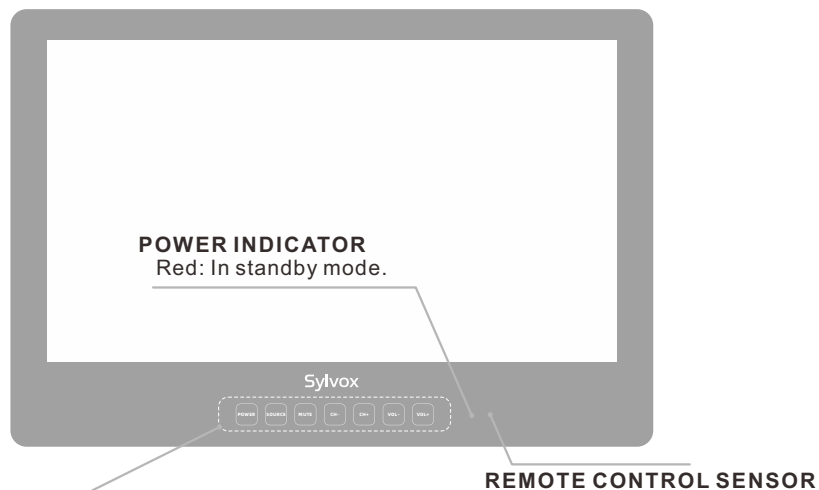 POWER INDICATOR
Red: In standby mode.
Sylvox
POWER SOURCE MUTE CH- CH+ VOL- VOL+
REMOTE CONTROL SENSOR